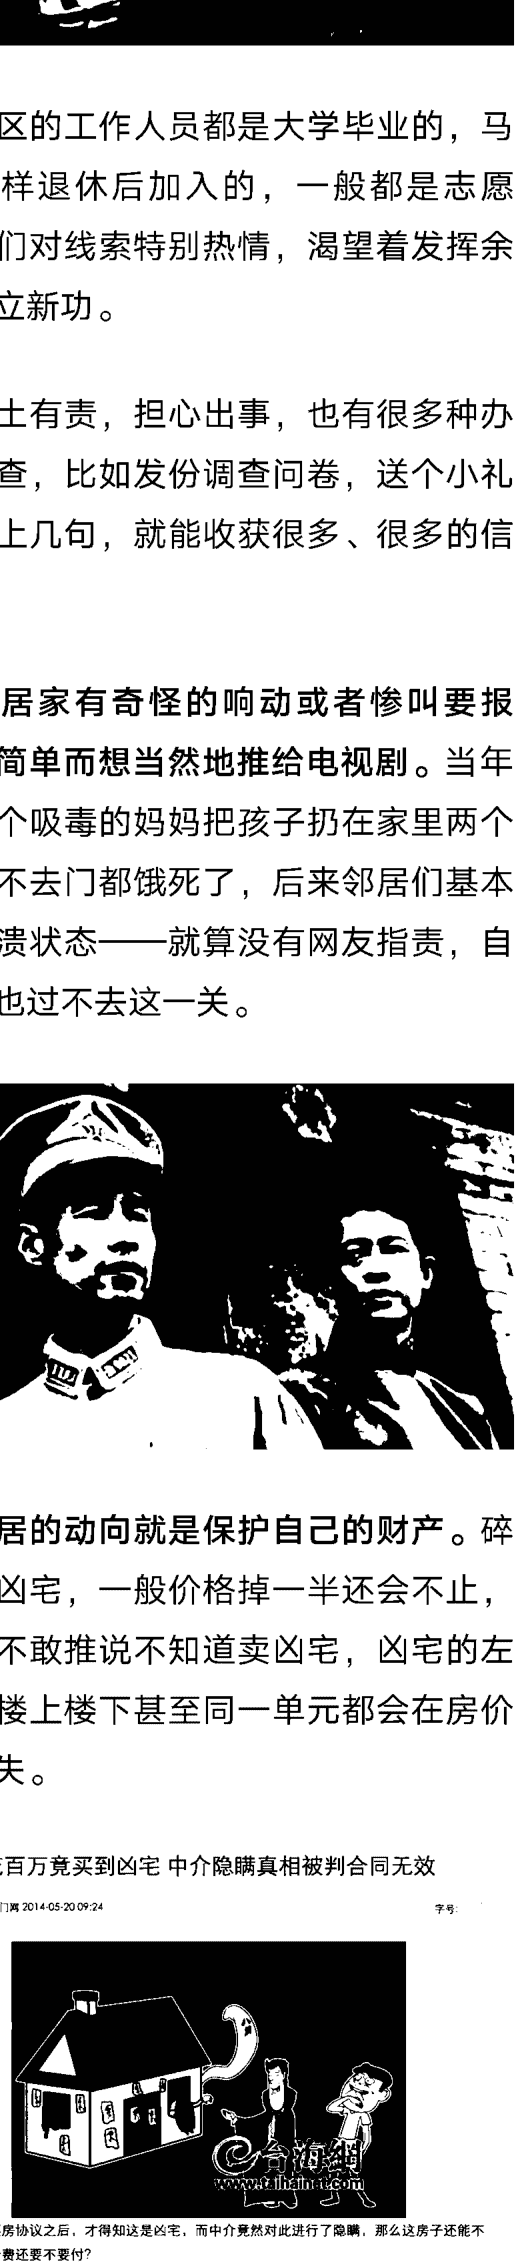 区的工作人员都是大学毕业的，马
样退休后加入的，一般都是志愿
们对线索特别热情，渴望着发挥余
立新功。
土有责，担心出事，也有很多种办
查，比如发份调查问卷，送个小礼
上几句，就能收获很多、很多的信
居家有奇怪的响动或者惨叫要报
简单而想当然地推给电视剧。当年
个吸毒的妈妈把孩子扔在家里两个
不去门都饿死了，后来邻居们基本
溃状态——就算没有网友指责，自
也过不去这一关。
居的动向就是保护自己的财产。碎
凶宅，一般价格掉一半还会不止，
不敢推说不知道卖凶宅，凶宅的左
楼上楼下甚至同一单元都会在房价
失。
百万竟买到凶宅 中介隐瞒真相被判合同无效
门网 2014-05-20 09:24
字号:
台海網
www.taihainet.com
房协议之后，才得知这是凶宅，而中介竟然对此进行了隐瞒，那么这房子还能不
费还要不要付?